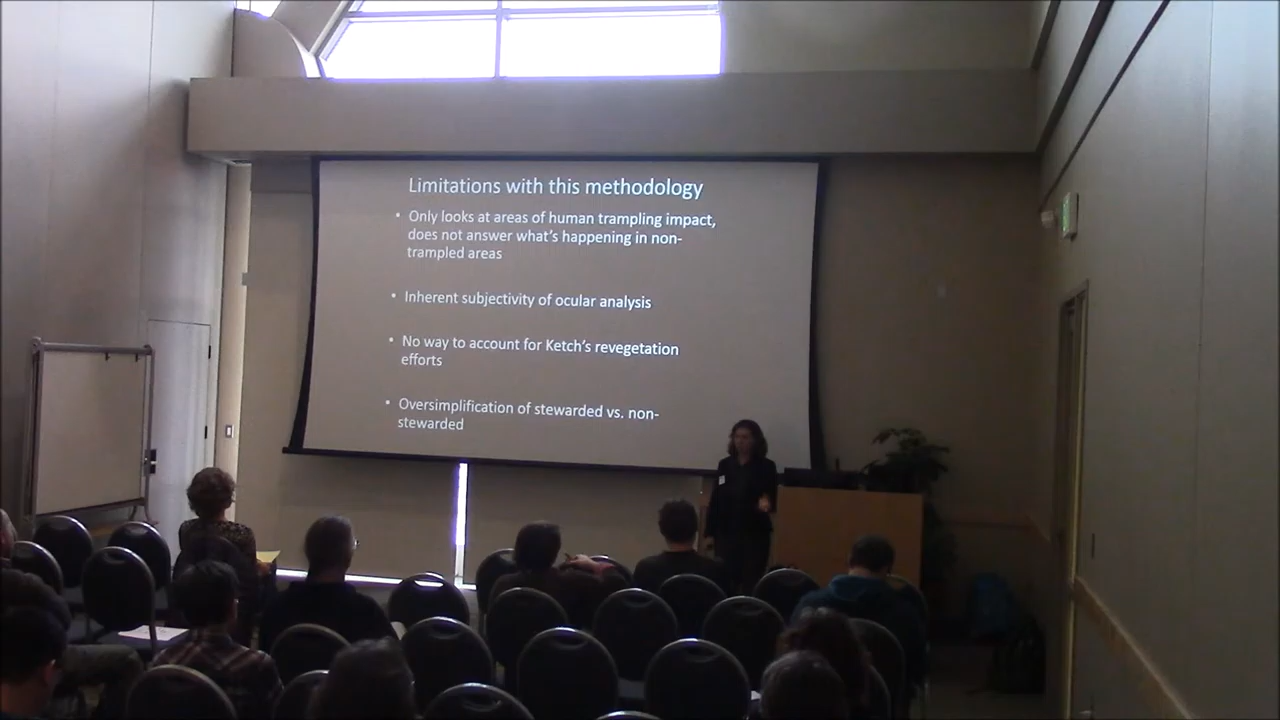 Limitations with this methodology
• Only looks at areas of human trampling impact,
does not answer what's happening in non-
trampled areas
• Inherent subjectivity of ocular analysis
• No way to account for Ketch's revegetation
efforts
• Oversimplification of stewarded vs. non-
stewarded